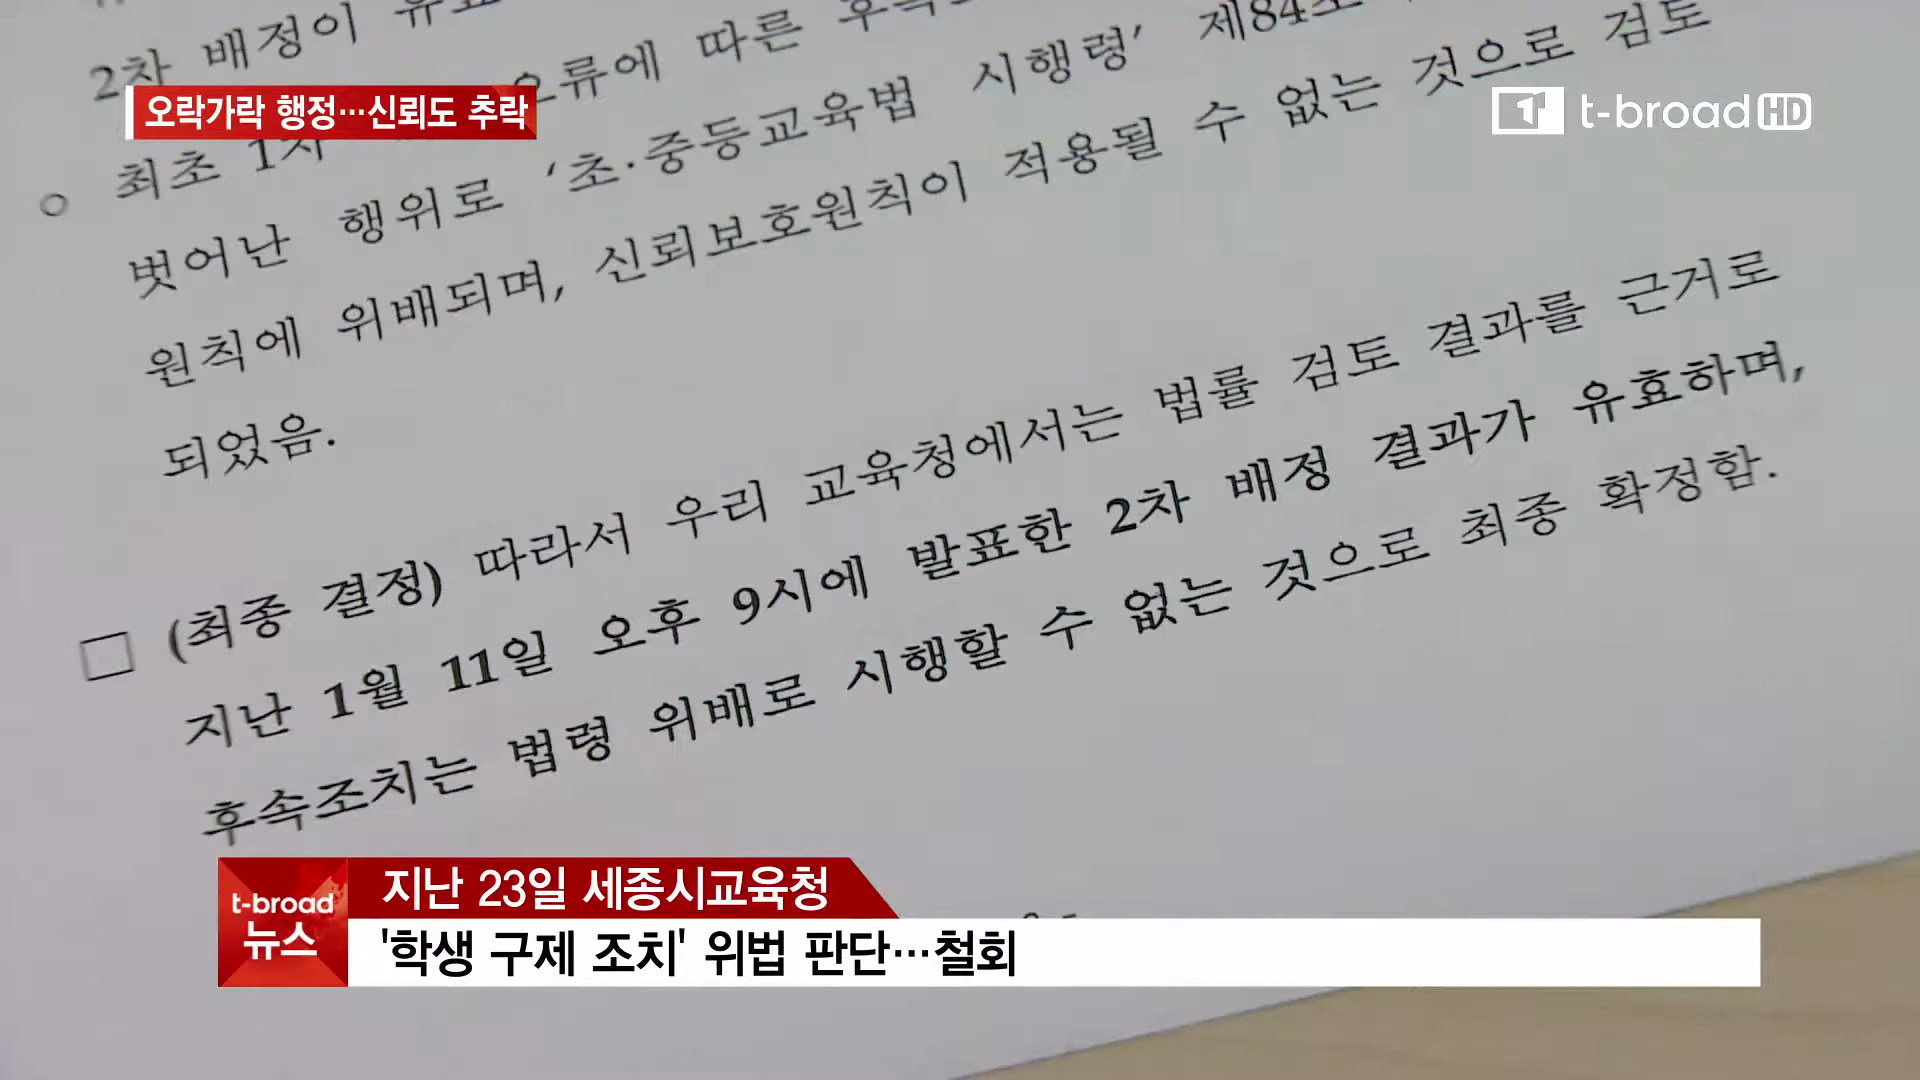 2차 배정이
오류에 따른
오락가락 행정…신뢰도 추락
t-broad HD
최초 1차
벗어난 행위로 '초·중등교육법 시행령' 제84조
원칙에 위배되며, 신뢰보호원칙이 적용될 수 없는 것으로 검토
되었음.
□ (최종 결정) 따라서 우리 교육청에서는 법률 검토 결과를 근거로
지난 1월 11일 오후 9시에 발표한 2차 배정 결과가 유효하며,
후속조치는 법령 위배로 시행할 수 없는 것으로 최종 확정함.
t-broad
뉴스
지난 23일 세종시교육청
'학생 구제 조치' 위법 판단…철회